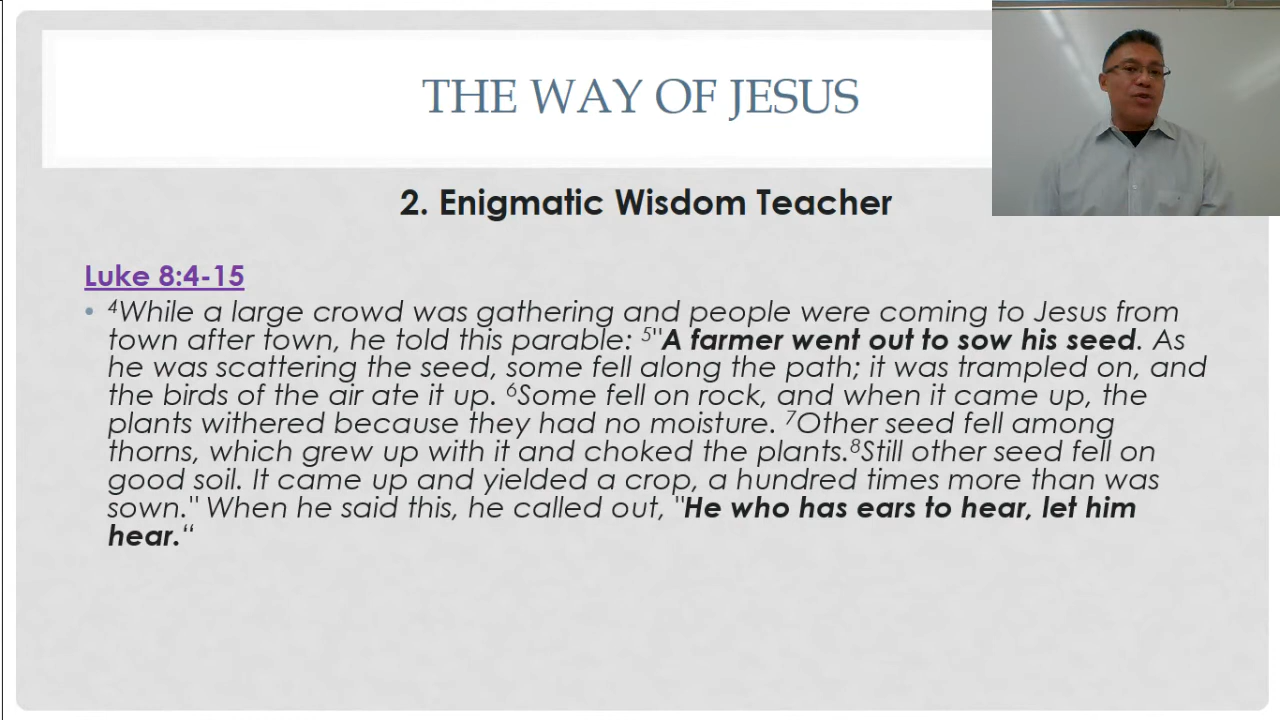 THE WAY OF JESUS
2. Enigmatic Wisdom Teacher
Luke 8:4-15
• ⁴While a large crowd was gathering and people were coming to Jesus from
town after town, he told this parable: ⁵"A farmer went out to sow his seed. As
he was scattering the seed, some fell along the path; it was trampled on, and
the birds of the air ate it up. ⁶Some fell on rock, and when it came up, the
plants withered because they had no moisture. ⁷Other seed fell among
thorns, which grew up with it and choked the plants.⁸Still other seed fell on
good soil. It came up and yielded a crop, a hundred times more than was
sown." When he said this, he called out, "He who has ears to hear, let him
hear.“